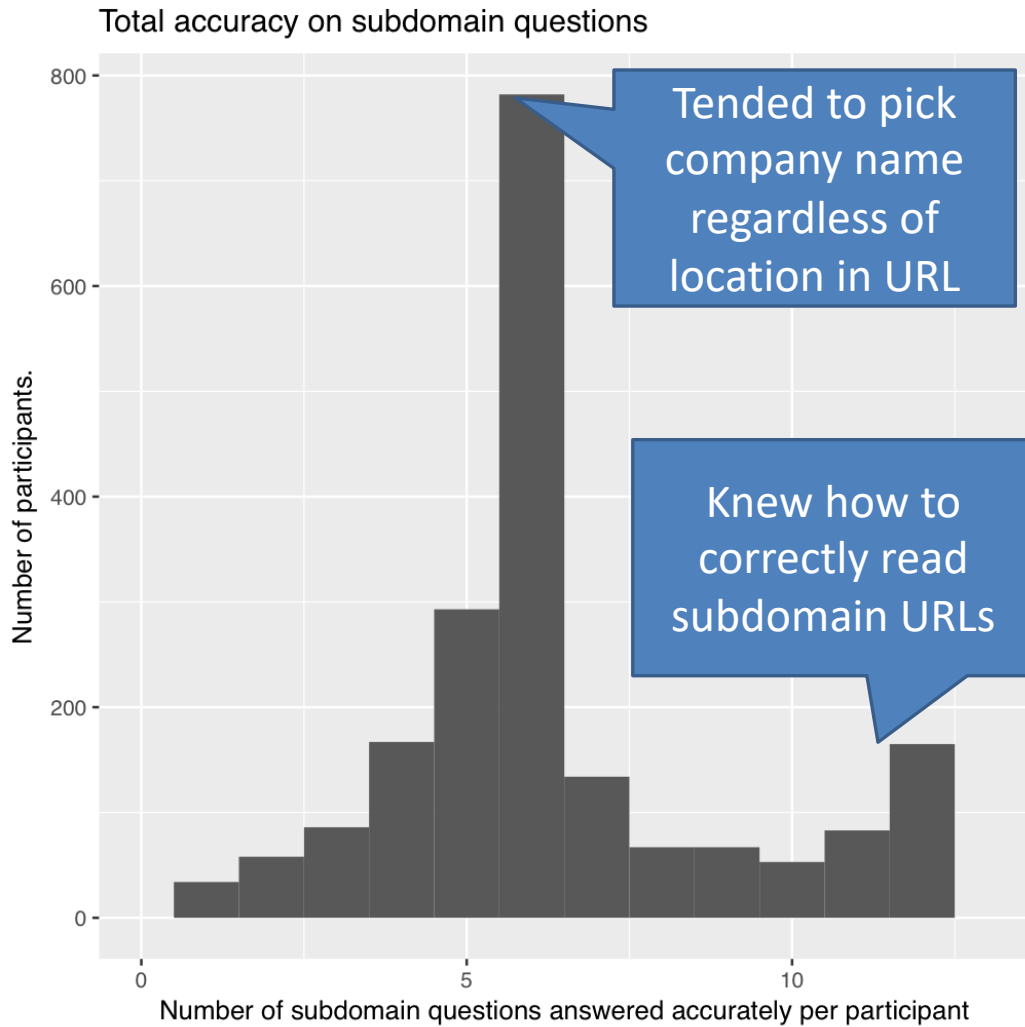 Total accuracy on subdomain questions
800
600
400
200
0
Number of participants.
Tended to pick
company name
regardless of
location in URL
Knew how to
correctly read
subdomain URLs
0
5
10
Number of subdomain questions answered accurately per participant